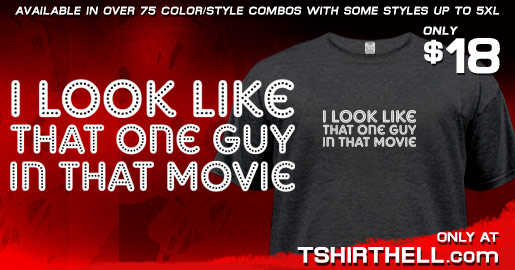 AVAILABLE IN OVER 75 COLOR/STYLE COMBOS WITH SOME STYLES UP TO 5XL
ONLY
$18
I LOOK LIKE
THAT ONE GUY
IN THAT MOVIE
I LOOK LIKE
THAT ONE GUY
IN THAT MOVIE
ONLY AT
TSHIRTHELL.com